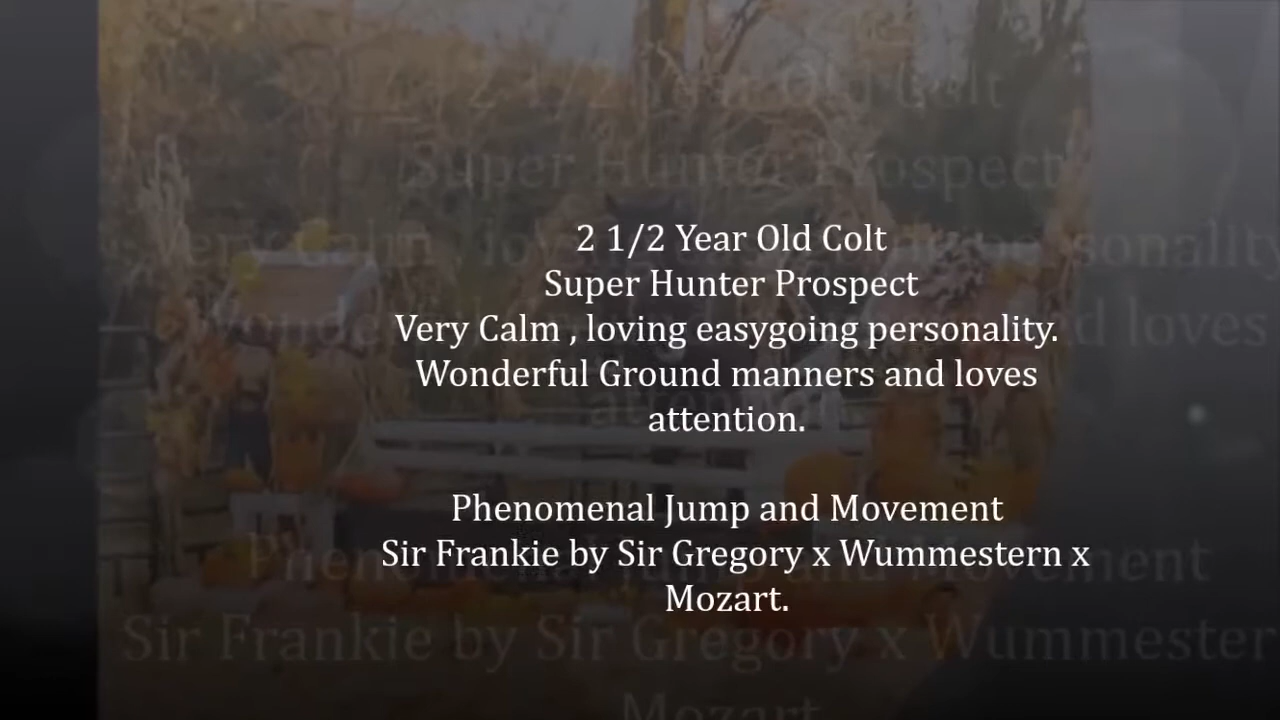 2 1/2 Year Old Colt
Super Hunter Prospect
Very Calm , loving easygoing personality.
Wonderful Ground manners and loves
attention.
Phenomenal Jump and Movement
Sir Frankie by Sir Gregory x Wummestern x
Mozart.